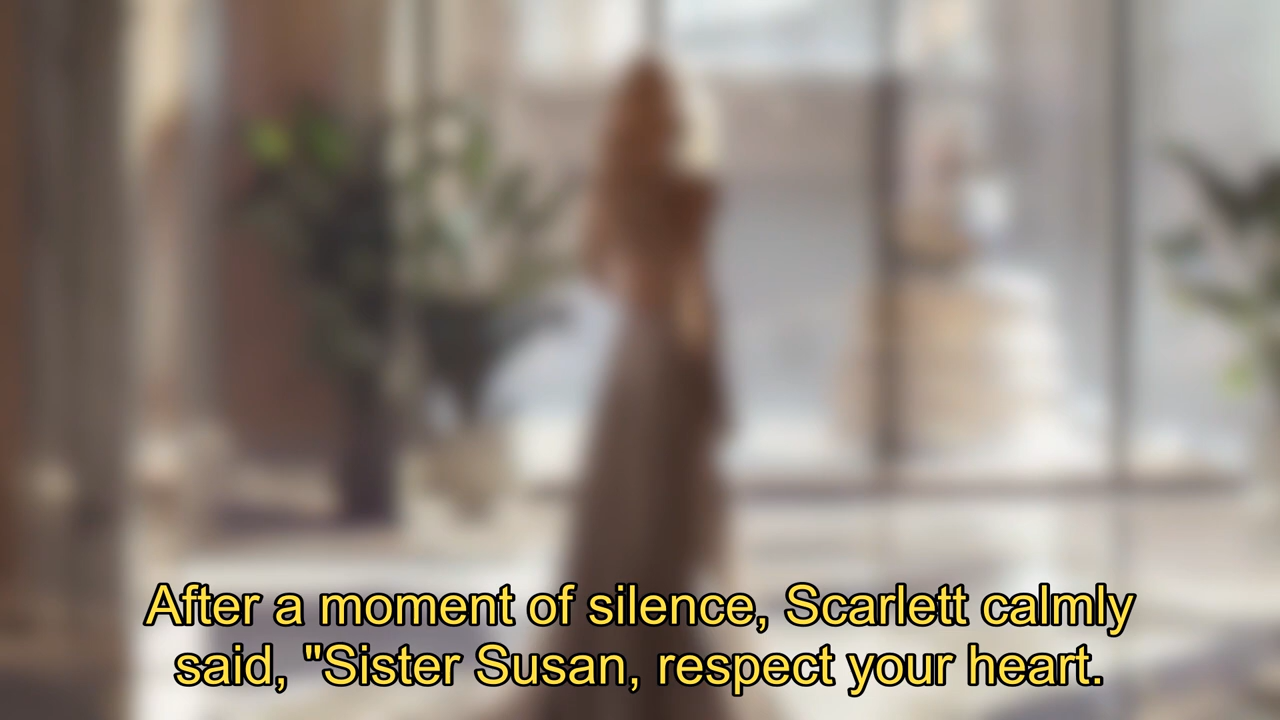 After a moment of silence, Scarlett calmly
said, "Sister Susan, respect your heart.